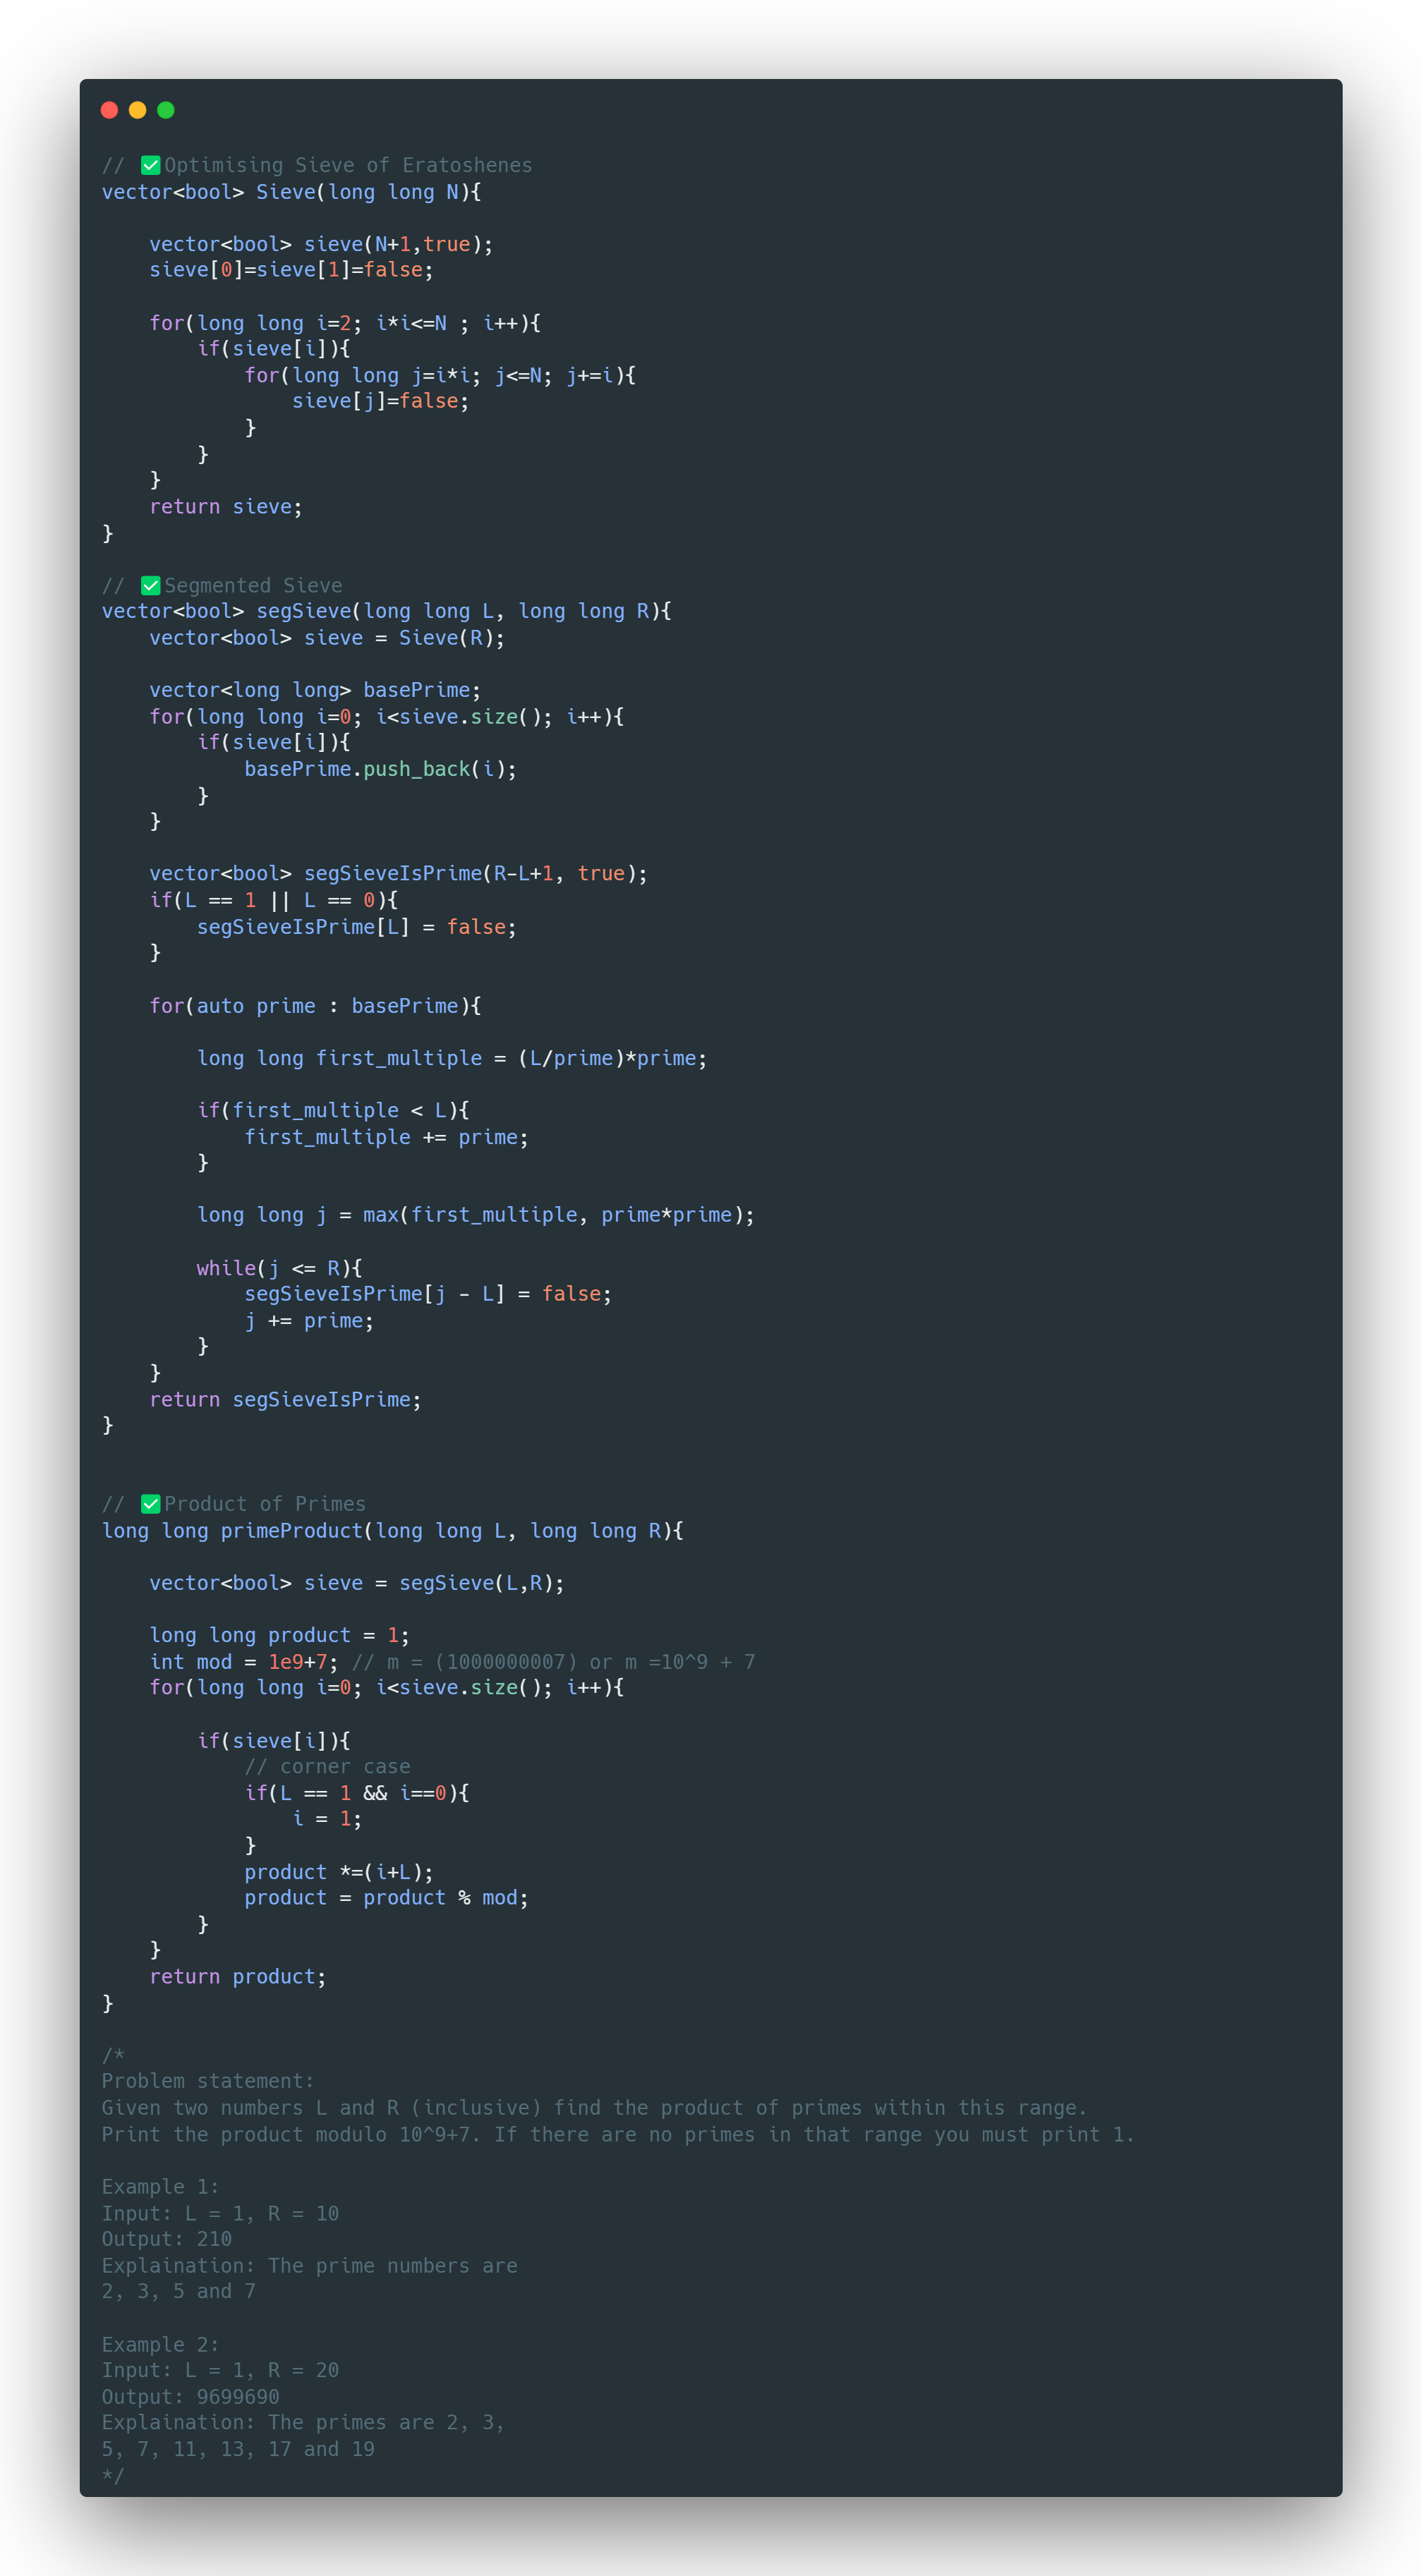 // ✅Optimising Sieve of Eratoshenes
vector<bool> Sieve(long long N){

    vector<bool> sieve(N+1,true);
    sieve[0]=sieve[1]=false;

    for(long long i=2; i*i<=N ; i++){
        if(sieve[i]){
            for(long long j=i*i; j<=N; j+=i){
                sieve[j]=false;
            }
        }
    }
    return sieve;
}

// ✅Segmented Sieve
vector<bool> segSieve(long long L, long long R){
    vector<bool> sieve = Sieve(R);

    vector<long long> basePrime;
    for(long long i=0; i<sieve.size(); i++){
        if(sieve[i]){
            basePrime.push_back(i);
        }
    }

    vector<bool> segSieveIsPrime(R-L+1, true);
    if(L == 1 || L == 0){
        segSieveIsPrime[L] = false;
    }

    for(auto prime : basePrime){

        long long first_multiple = (L/prime)*prime;

        if(first_multiple < L){
            first_multiple += prime;
        }

        long long j = max(first_multiple, prime*prime);

        while(j <= R){
            segSieveIsPrime[j - L] = false;
            j += prime;
        }
    }
    return segSieveIsPrime;
}


// ✅Product of Primes
long long primeProduct(long long L, long long R){

    vector<bool> sieve = segSieve(L,R);

    long long product = 1;
    int mod = 1e9+7; // m = (1000000007) or m =10^9 + 7
    for(long long i=0; i<sieve.size(); i++){

        if(sieve[i]){
            // corner case
            if(L == 1 && i==0){
                i = 1;
            }
            product *=(i+L);
            product = product % mod;
        }
    }
    return product;
}

/*
Problem statement:
Given two numbers L and R (inclusive) find the product of primes within this range.
Print the product modulo 10^9+7. If there are no primes in that range you must print 1.

Example 1:
Input: L = 1, R = 10
Output: 210
Explaination: The prime numbers are
2, 3, 5 and 7

Example 2:
Input: L = 1, R = 20
Output: 9699690
Explaination: The primes are 2, 3,
5, 7, 11, 13, 17 and 19
*/